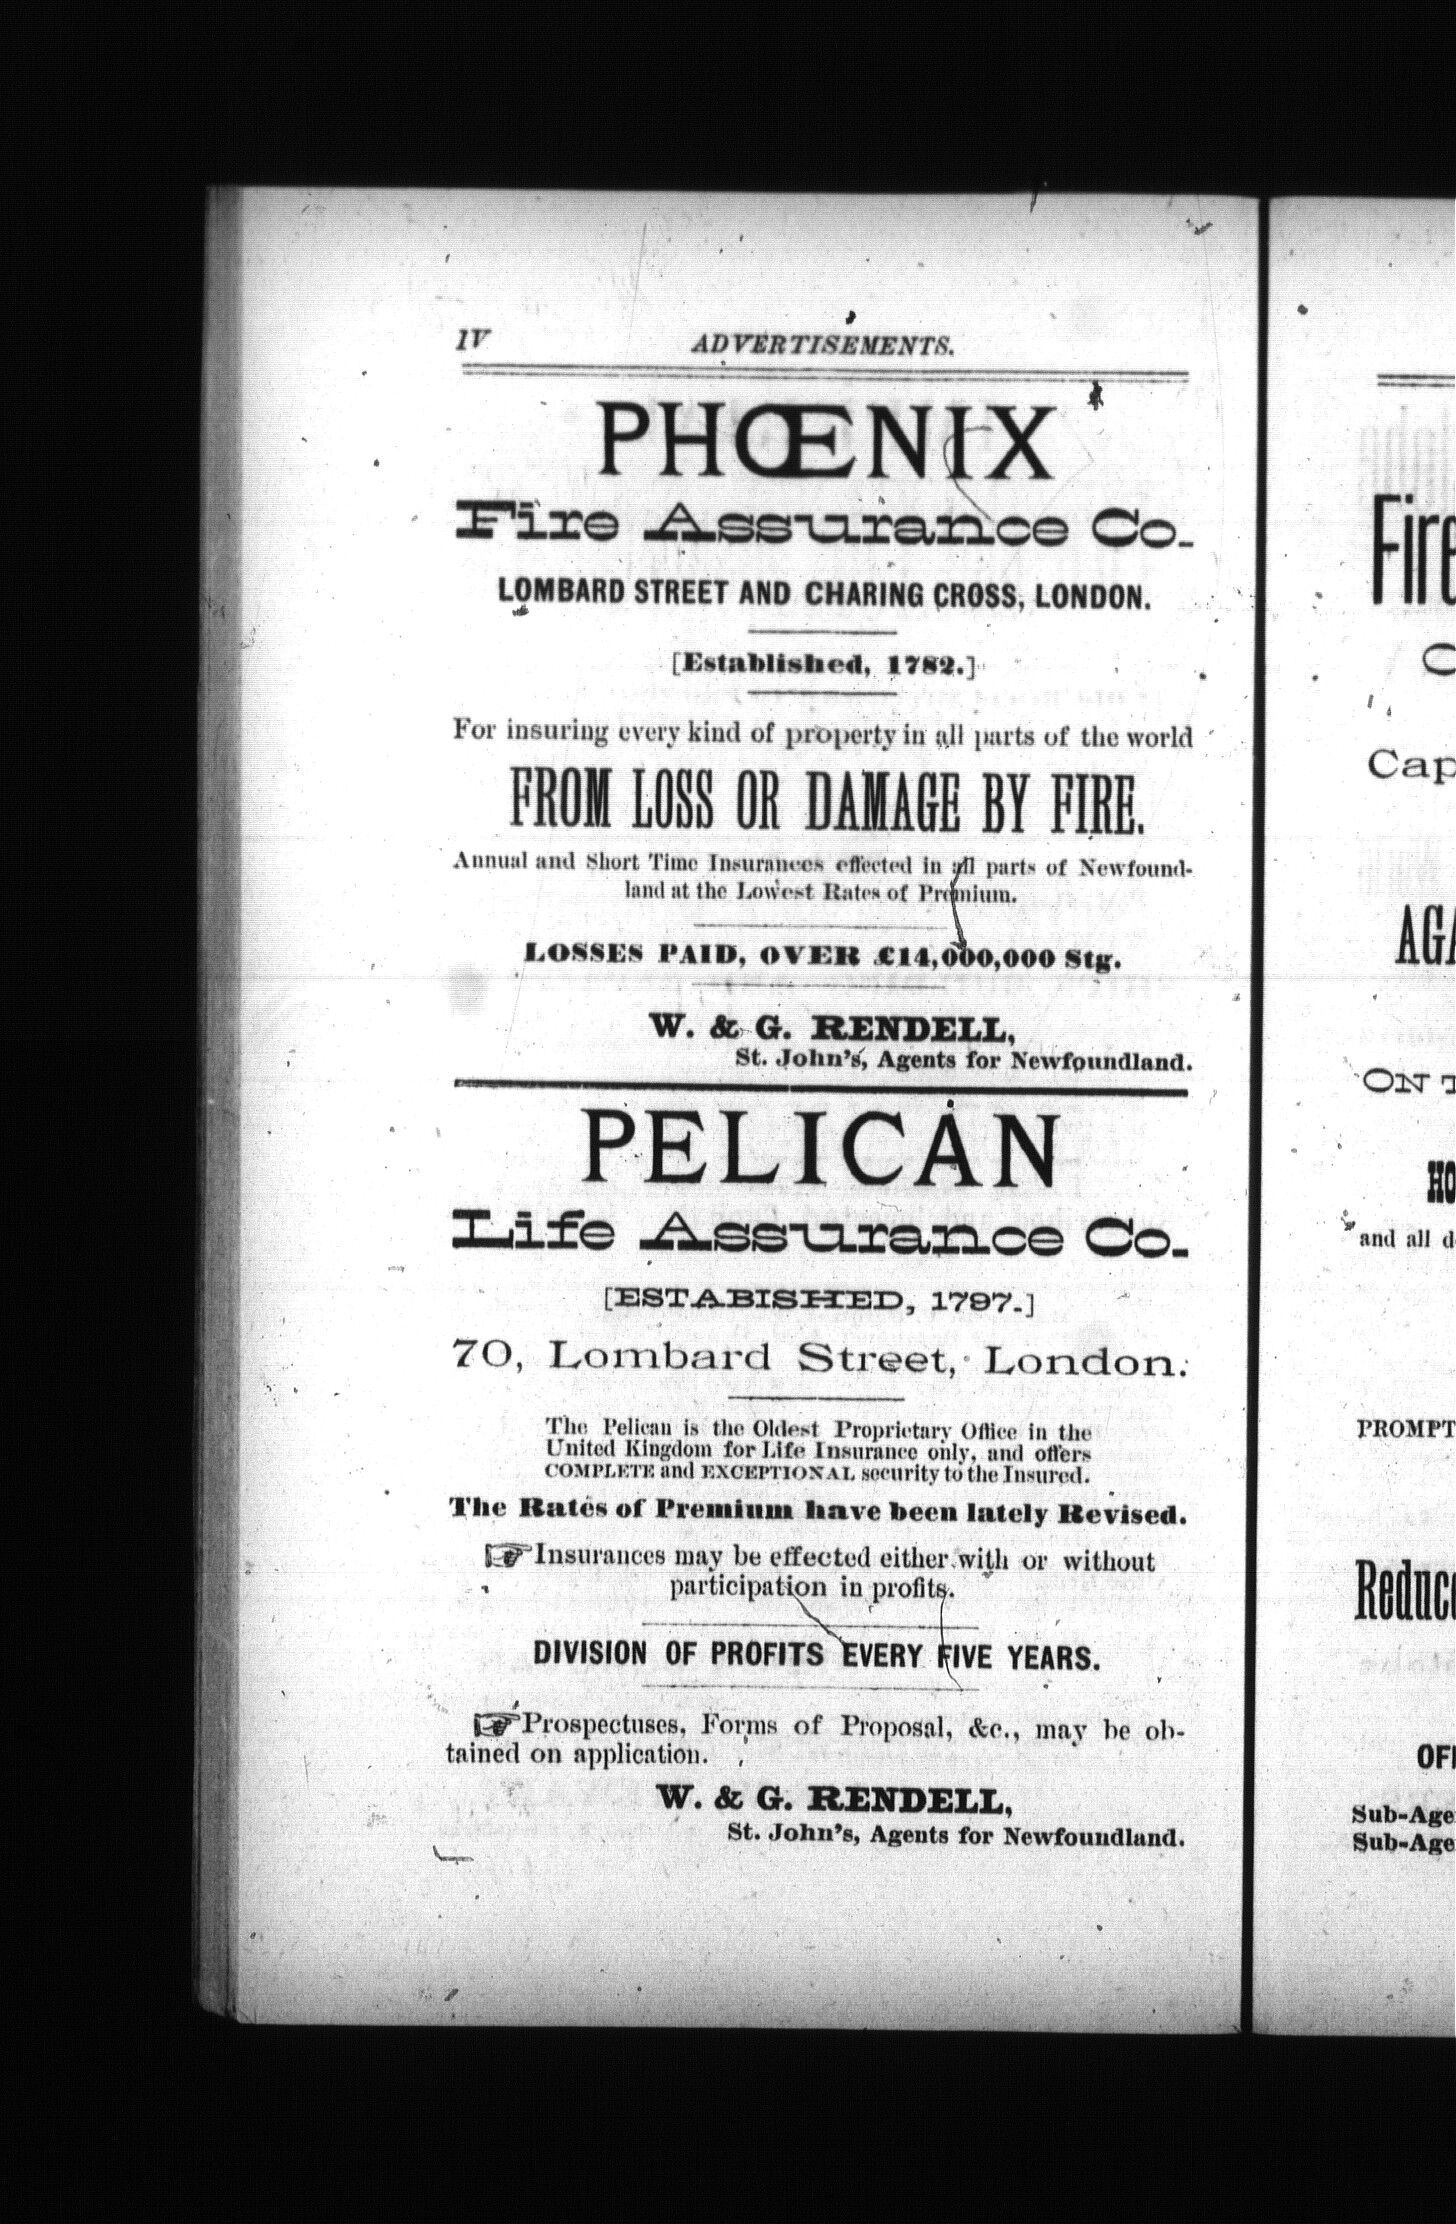 IV ADVERTISEMENTS.
PHŒNIX
Fire Assurance Co.
LOMBARD STREET AND CHARING CROSS, LONDON.
[Established, 1782.]
For insuring every kind of property in all parts of the world
FROM LOSS OR DAMAGE BY FIRE.
Annual and Short Time Insurances effected in all parts of Newfound-
land at the Lowest Rates of Premium.
LOSSES PAID, OVER £14,000,000 Stg.
W. & G. RENDELL,
St. John's, Agents for Newfoundland.
PELICAN
Life Assurance Co.
[ESTABISHED, 1797.]
70, Lombard Street, London.
The Pelican is the Oldest Proprietary Office in the
United Kingdom for Life Insurance only, and offers
COMPLETE and EXCEPTIONAL security to the Insured.
The Rates of Premium have been lately Revised.
☞Insurances may be effected either with or without
participation in profits.
DIVISION OF PROFITS EVERY FIVE YEARS.
☞Prospectuses, Forms of Proposal, &c., may be ob-
tained on application.
W. & G. RENDELL,
St. John's, Agents for Newfoundland.
Fire
Cap
AGA
ON T
HO
and all d
PROMPT
Reduc
OFF
Sub-Age
Sub-Age